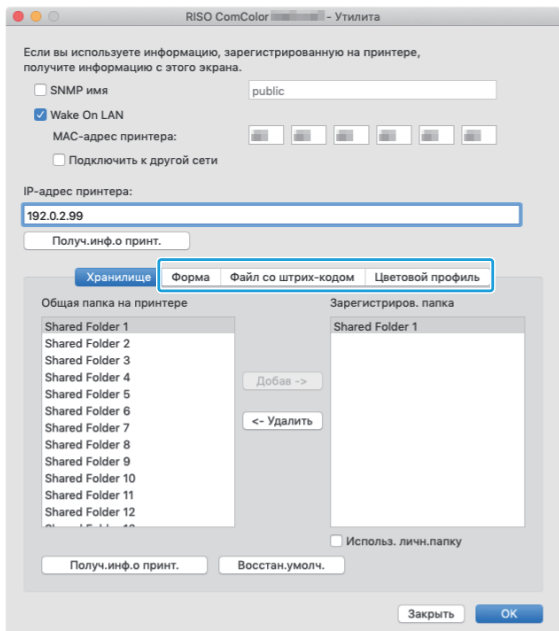 RISO ComColor - Утилита
Если вы используете информацию, зарегистрированную на принтере,
получите информацию с этого экрана.
SNMP имя
public
Wake On LAN
MAC-адрес принтера:
Подключить к другой сети
IP-адрес принтера:
192.0.2.99
Получ.инф.о принт.
Хранилище Форма Файл со штрих-кодом Цветовой профиль
Общая папка на принтере
Зарегистриров. папка
Shared Folder 1
Shared Folder 2
Shared Folder 3
Shared Folder 4
Shared Folder 5
Shared Folder 6
Shared Folder 7
Shared Folder 8
Shared Folder 9
Shared Folder 10
Shared Folder 11
Shared Folder 12
Добав ->
<- Удалить
Shared Folder 1
Использ. личн.папку
Получ.инф.о принт. Восстан.умолч.
Закрыть OK